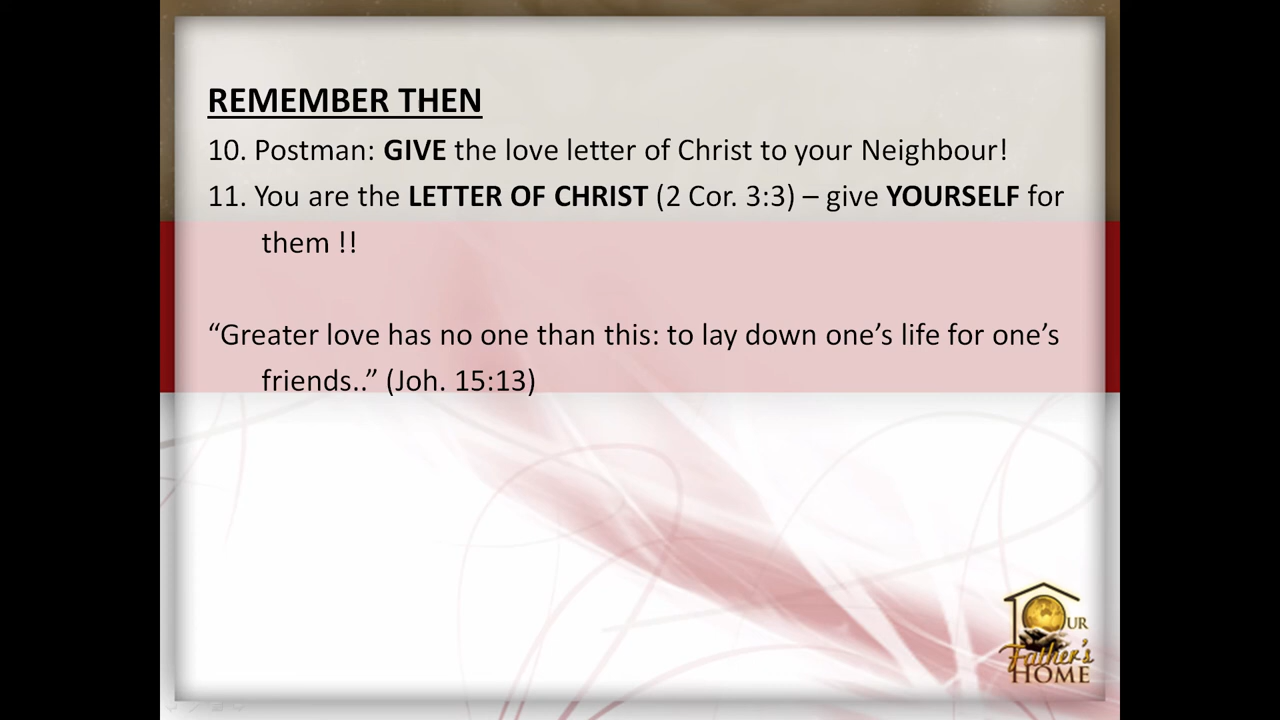 REMEMBER THEN
10. Postman: GIVE the love letter of Christ to your Neighbour!
11. You are the LETTER OF CHRIST (2 Cor. 3:3) – give YOURSELF for
them !!
“Greater love has no one than this: to lay down one’s life for one’s
friends..” (Joh. 15:13)
OUR
Father's
HOME